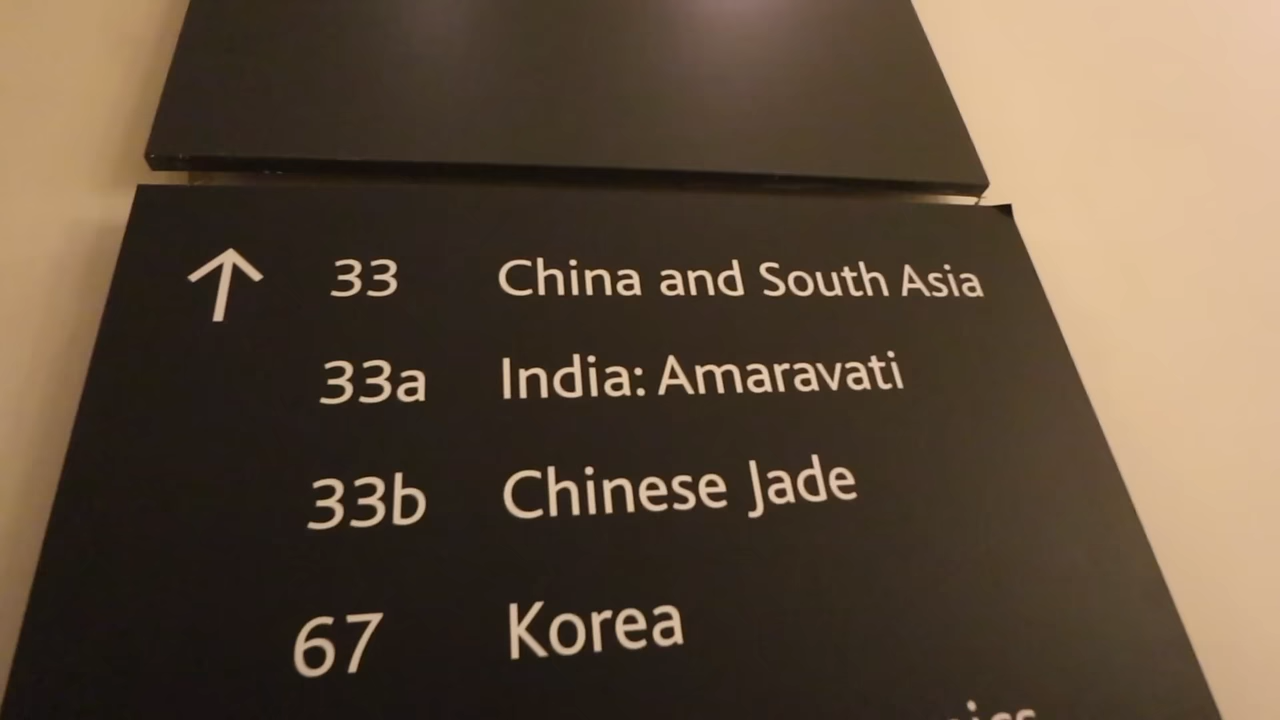 ↑ 33 China and South Asia
33a India: Amaravati
33b Chinese Jade
67 Korea